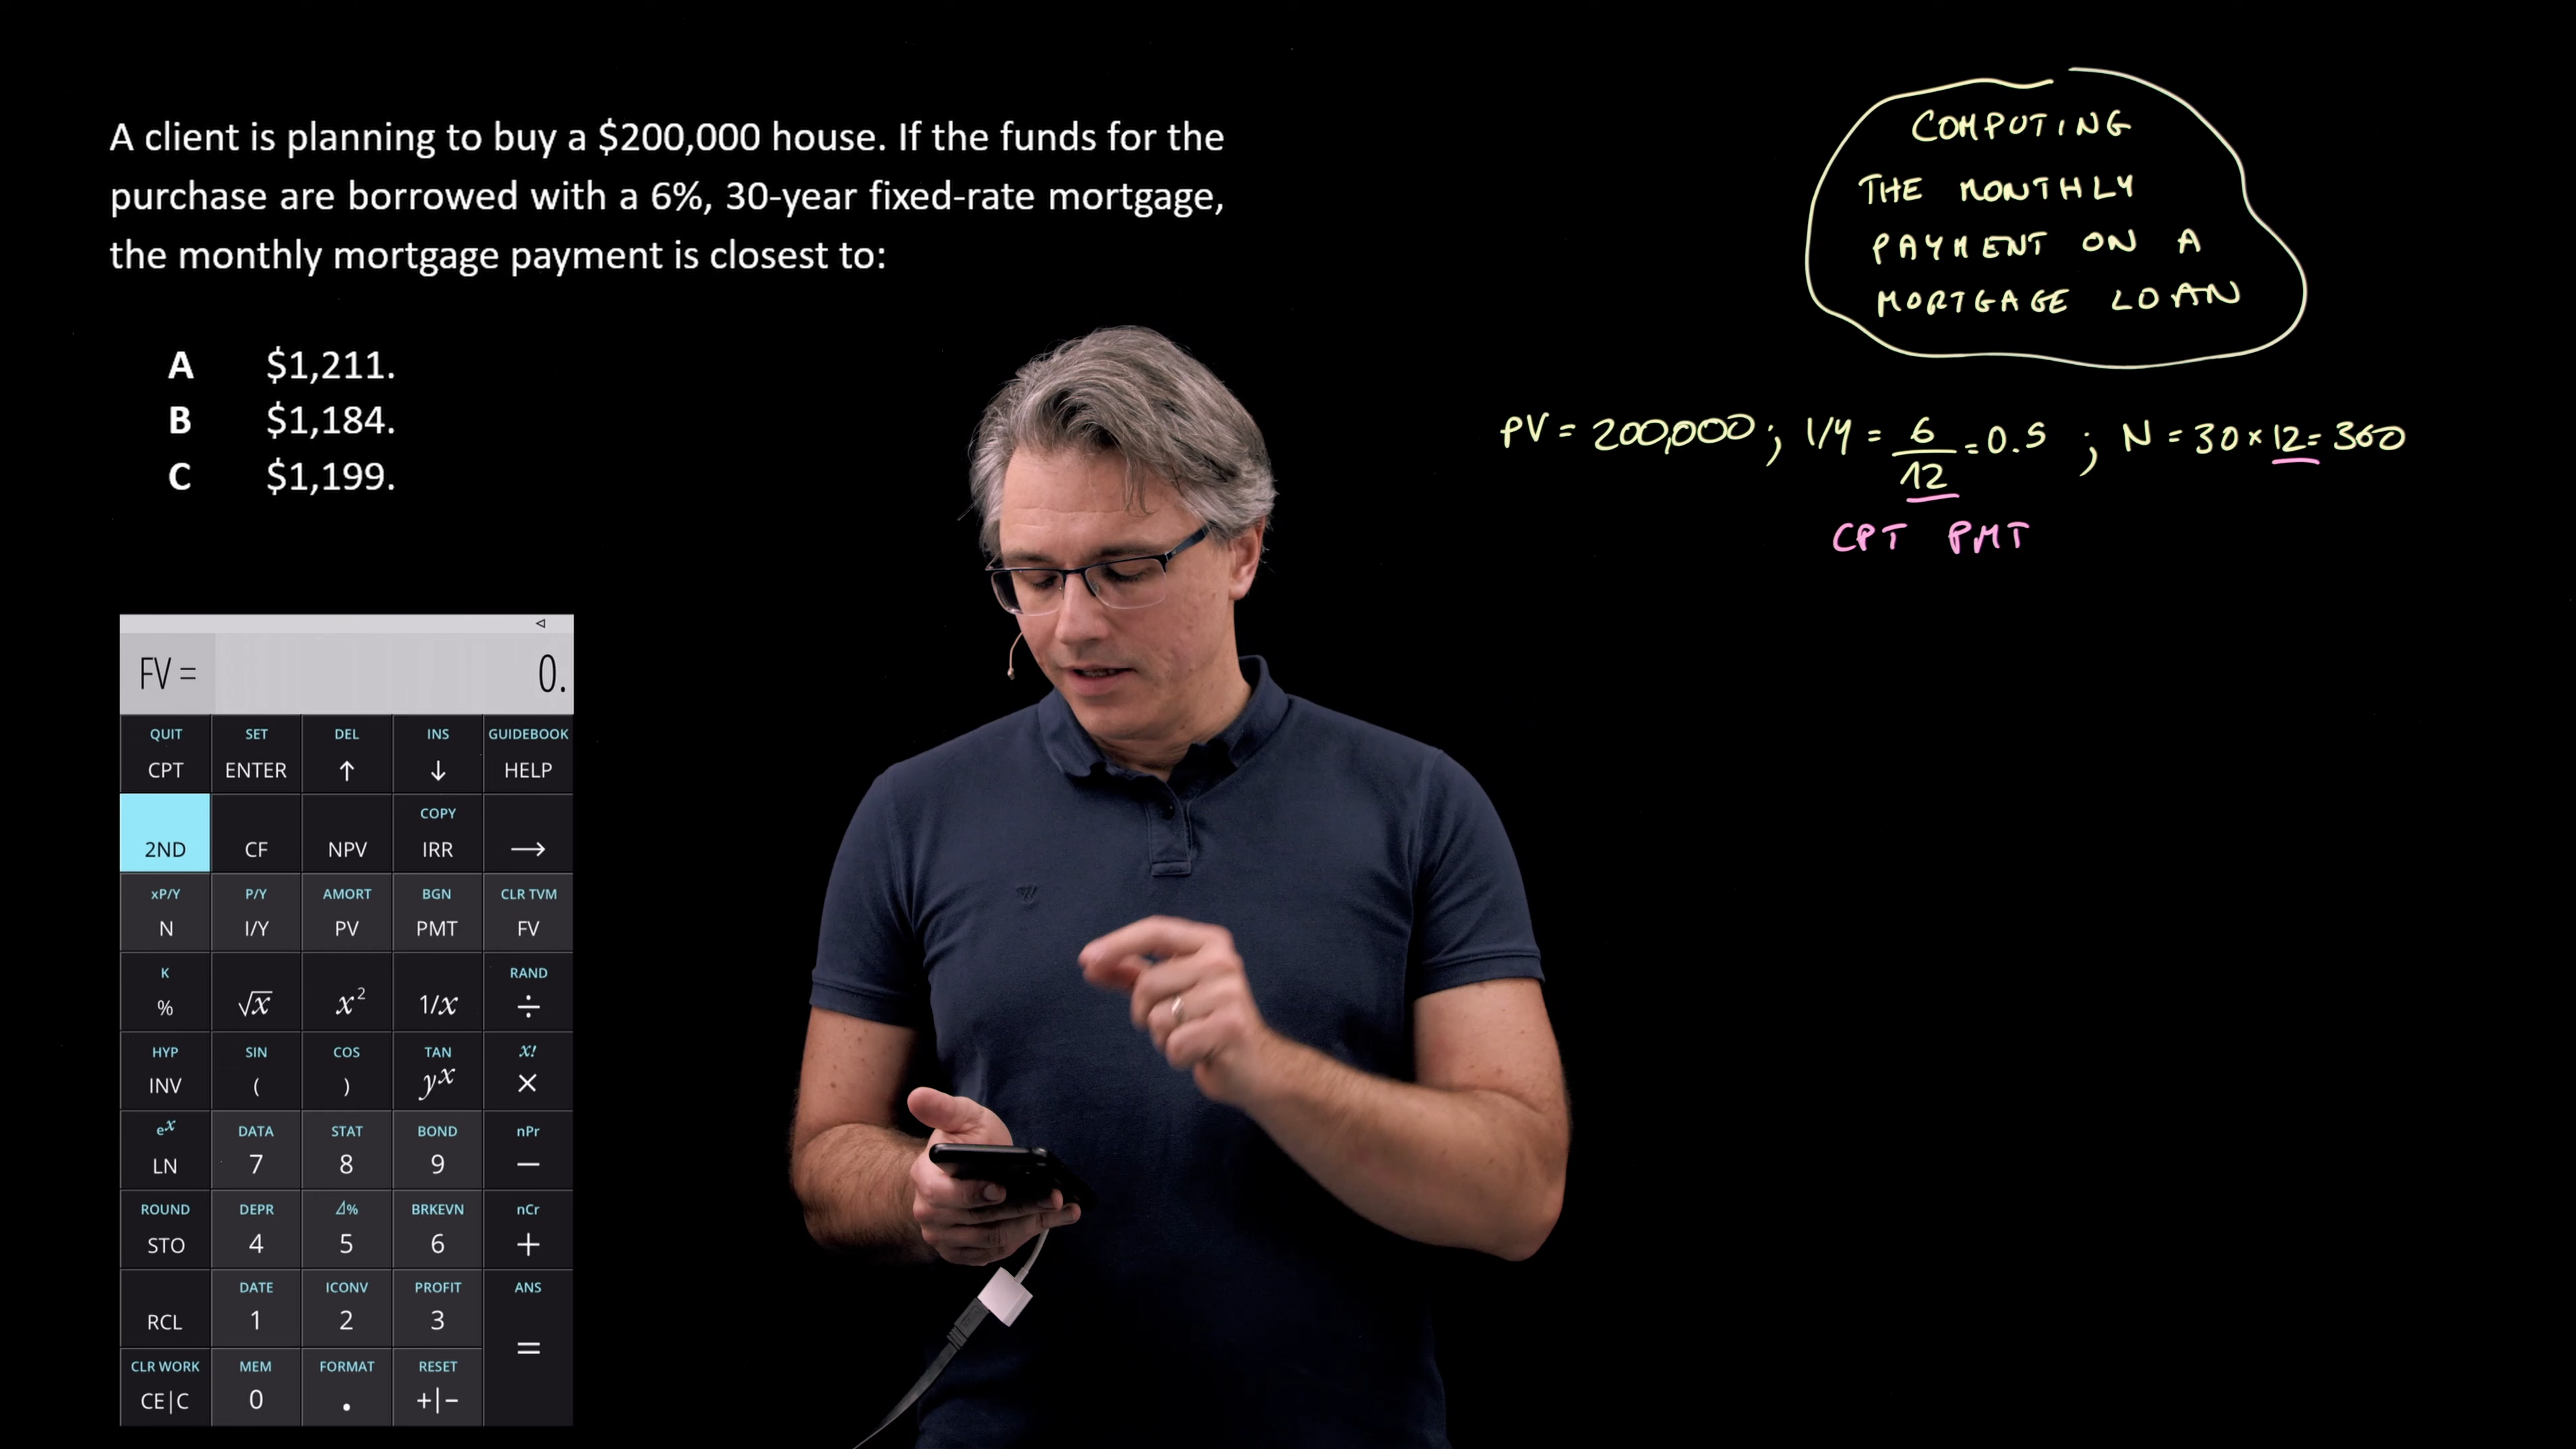 A client is planning to buy a $200,000 house. If the funds for the
purchase are borrowed with a 6%, 30-year fixed-rate mortgage,
the monthly mortgage payment is closest to:
A $1,211.
B $1,184.
C $1,199.
COMPUTING
THE MONTHLY
PAYMENT ON A
MORTGAGE LOAN
PV = 200,000 ; I/Y = 6/12 = 0.5 ; N = 30 × 12 = 360
CPT PMT
FV = 0.
QUIT SET DEL INS GUIDEBOOK
CPT ENTER ↑ ↓ HELP
COPY
2ND CF NPV IRR →
xP/Y P/Y AMORT BGN CLR TVM
N I/Y PV PMT FV
K RAND
% √x x² 1/x ÷
HYP SIN COS TAN x!
INV ( ) yˣ ×
eˣ DATA STAT BOND nPr
LN 7 8 9 −
ROUND DEPR Δ% BRKEVN nCr
STO 4 5 6 +
DATE ICONV PROFIT ANS
RCL 1 2 3 =
CLR WORK MEM FORMAT RESET
CE|C 0 . +|−